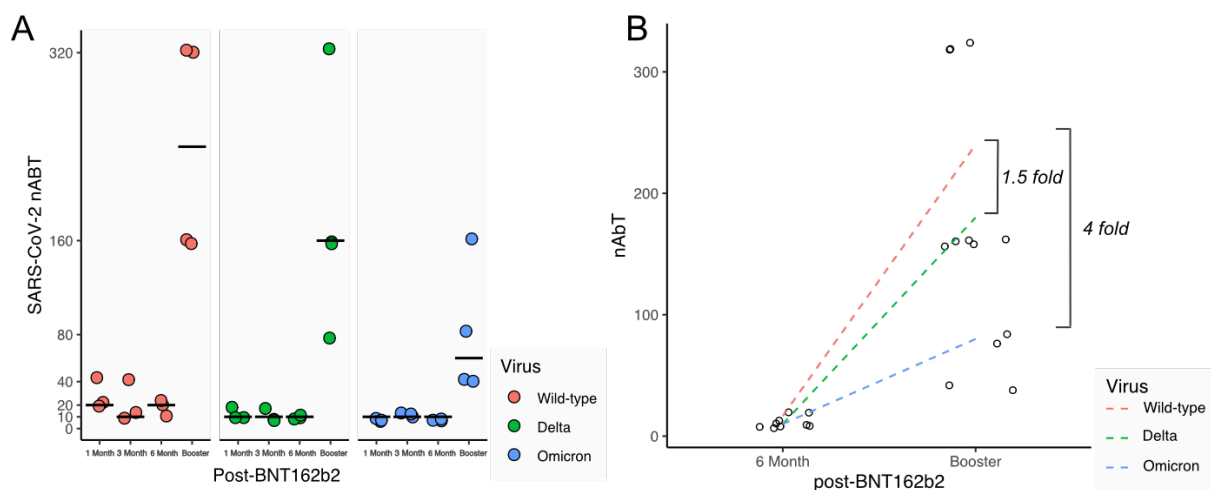 A
SARS-CoV-2 nABT
320
160
80
40
20
10
0
1 Month 3 Month 6 Month Booster
1 Month 3 Month 6 Month Booster
1 Month 3 Month 6 Month Booster
Post-BNT162b2
Virus
Wild-type
Delta
Omicron
B
nAbT
300
200
100
0
1.5 fold
4 fold
6 Month
Booster
post-BNT162b2
Virus
Wild-type
Delta
Omicron